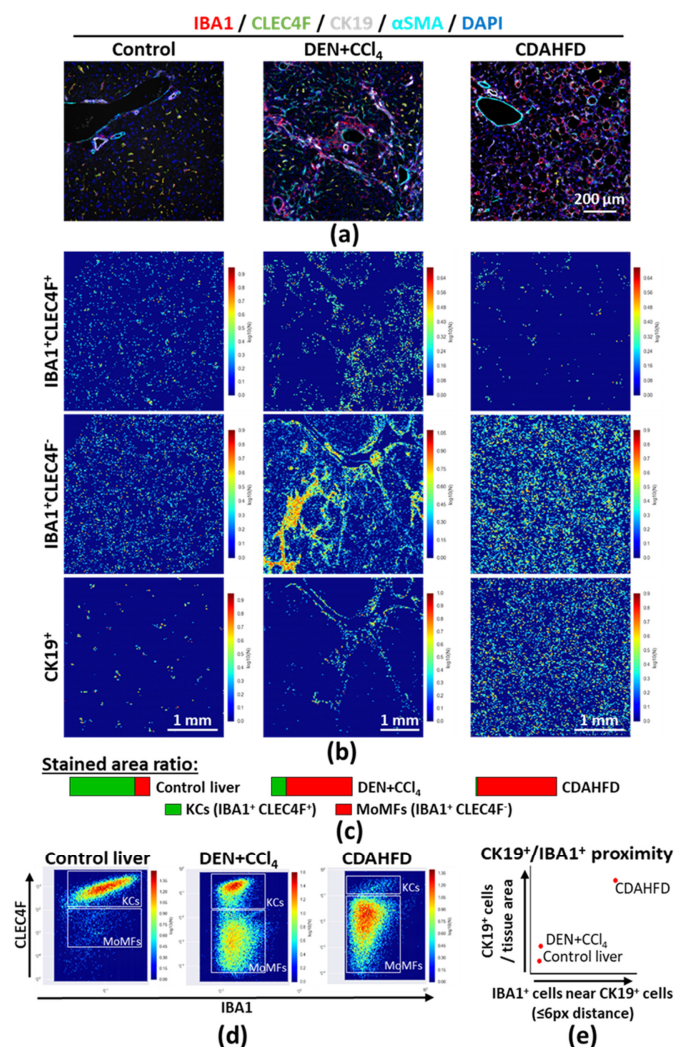 IBA1 / CLEC4F / CK19 / αSMA / DAPI
Control DEN+CCl₄ CDAHFD
200 µm
(a)
IBA1⁺CLEC4F⁺
IBA1⁺CLEC4F⁻
CK19⁺
1 mm 1 mm
(b)
Stained area ratio:
Control liver DEN+CCl₄ CDAHFD
KCs (IBA1⁺ CLEC4F⁺) MoMFs (IBA1⁺ CLEC4F⁻)
(c)
Control liver DEN+CCl₄ CDAHFD
CLEC4F
KCs KCs KCs
MoMFs MoMFs MoMFs
IBA1
(d)
CK19⁺/IBA1⁺ proximity
CK19⁺ cells
/ tissue area
CDAHFD
DEN+CCl₄
Control liver
IBA1⁺ cells near CK19⁺ cells
(≤6px distance)
(e)